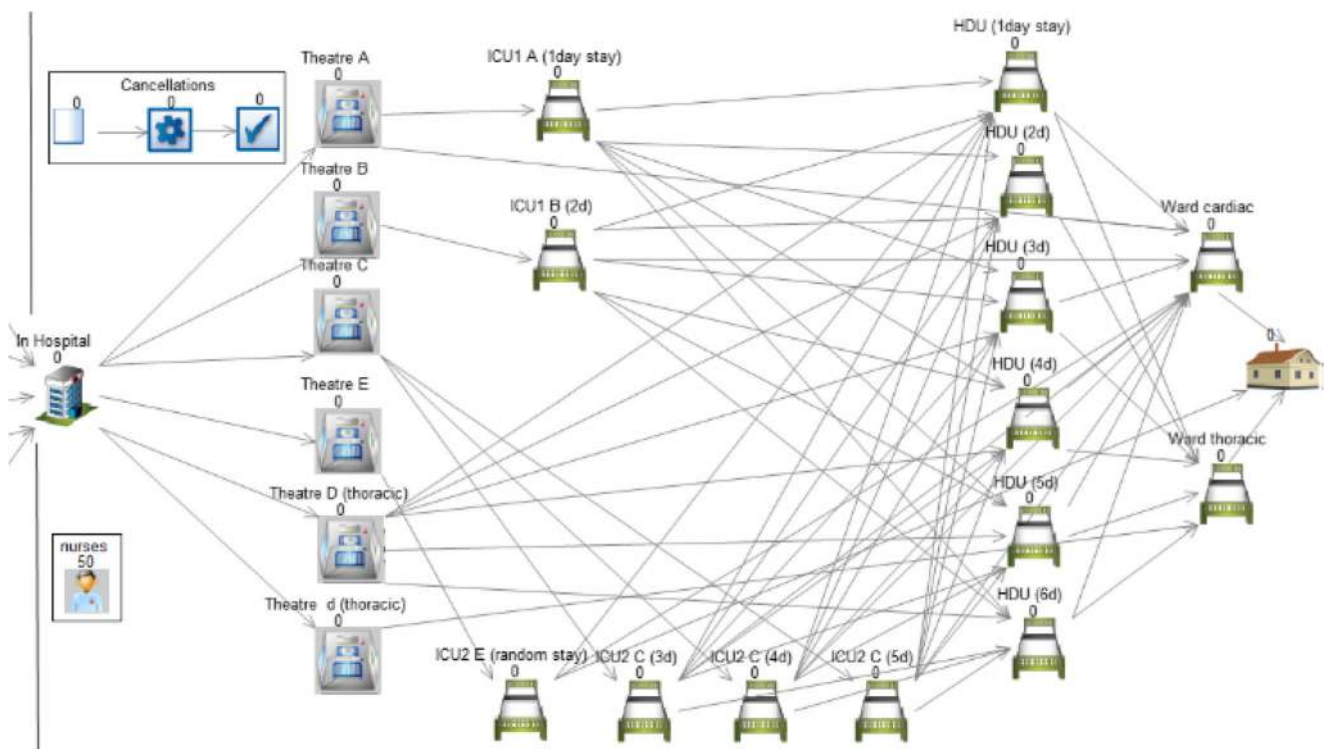 Cancellations
0
0
0
In Hospital
0
nurses
50
Theatre A
0
Theatre B
0
Theatre C
0
Theatre E
0
Theatre D (thoracic)
0
Theatre d (thoracic)
0
ICU1 A (1day stay)
0
ICU1 B (2d)
0
ICU2 E (random stay)
0
ICU2 C (3d)
0
ICU2 C (4d)
0
ICU2 C (5d)
0
HDU (1day stay)
0
HDU (2d)
0
HDU (3d)
0
HDU (4d)
0
HDU (5d)
0
HDU (6d)
0
Ward cardiac
0
Ward thoracic
0
0